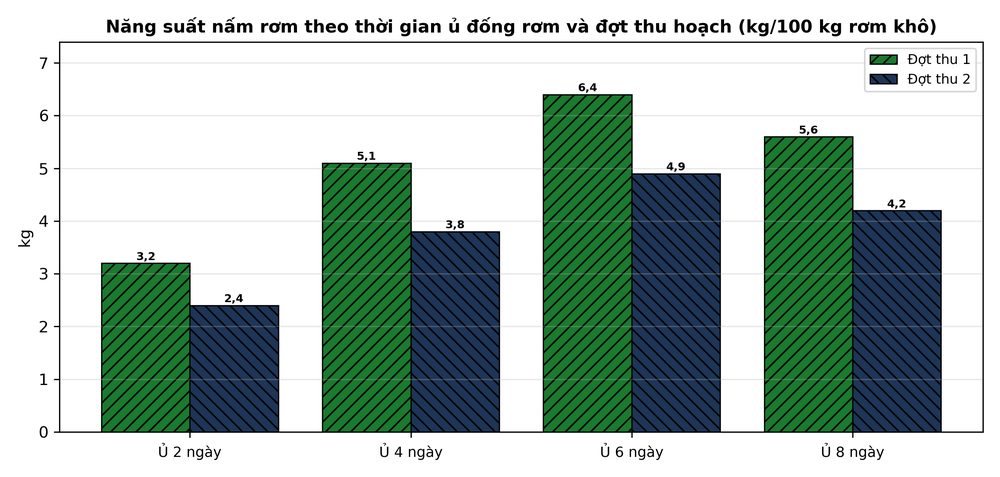 Năng suất nấm rơm theo thời gian ủ đống rơm và đợt thu hoạch (kg/100 kg rơm khô)
Đợt thu 1
Đợt thu 2
kg
7
6
5
4
3
2
1
0
3,2
2,4
5,1
3,8
6,4
4,9
5,6
4,2
Ủ 2 ngày
Ủ 4 ngày
Ủ 6 ngày
Ủ 8 ngày